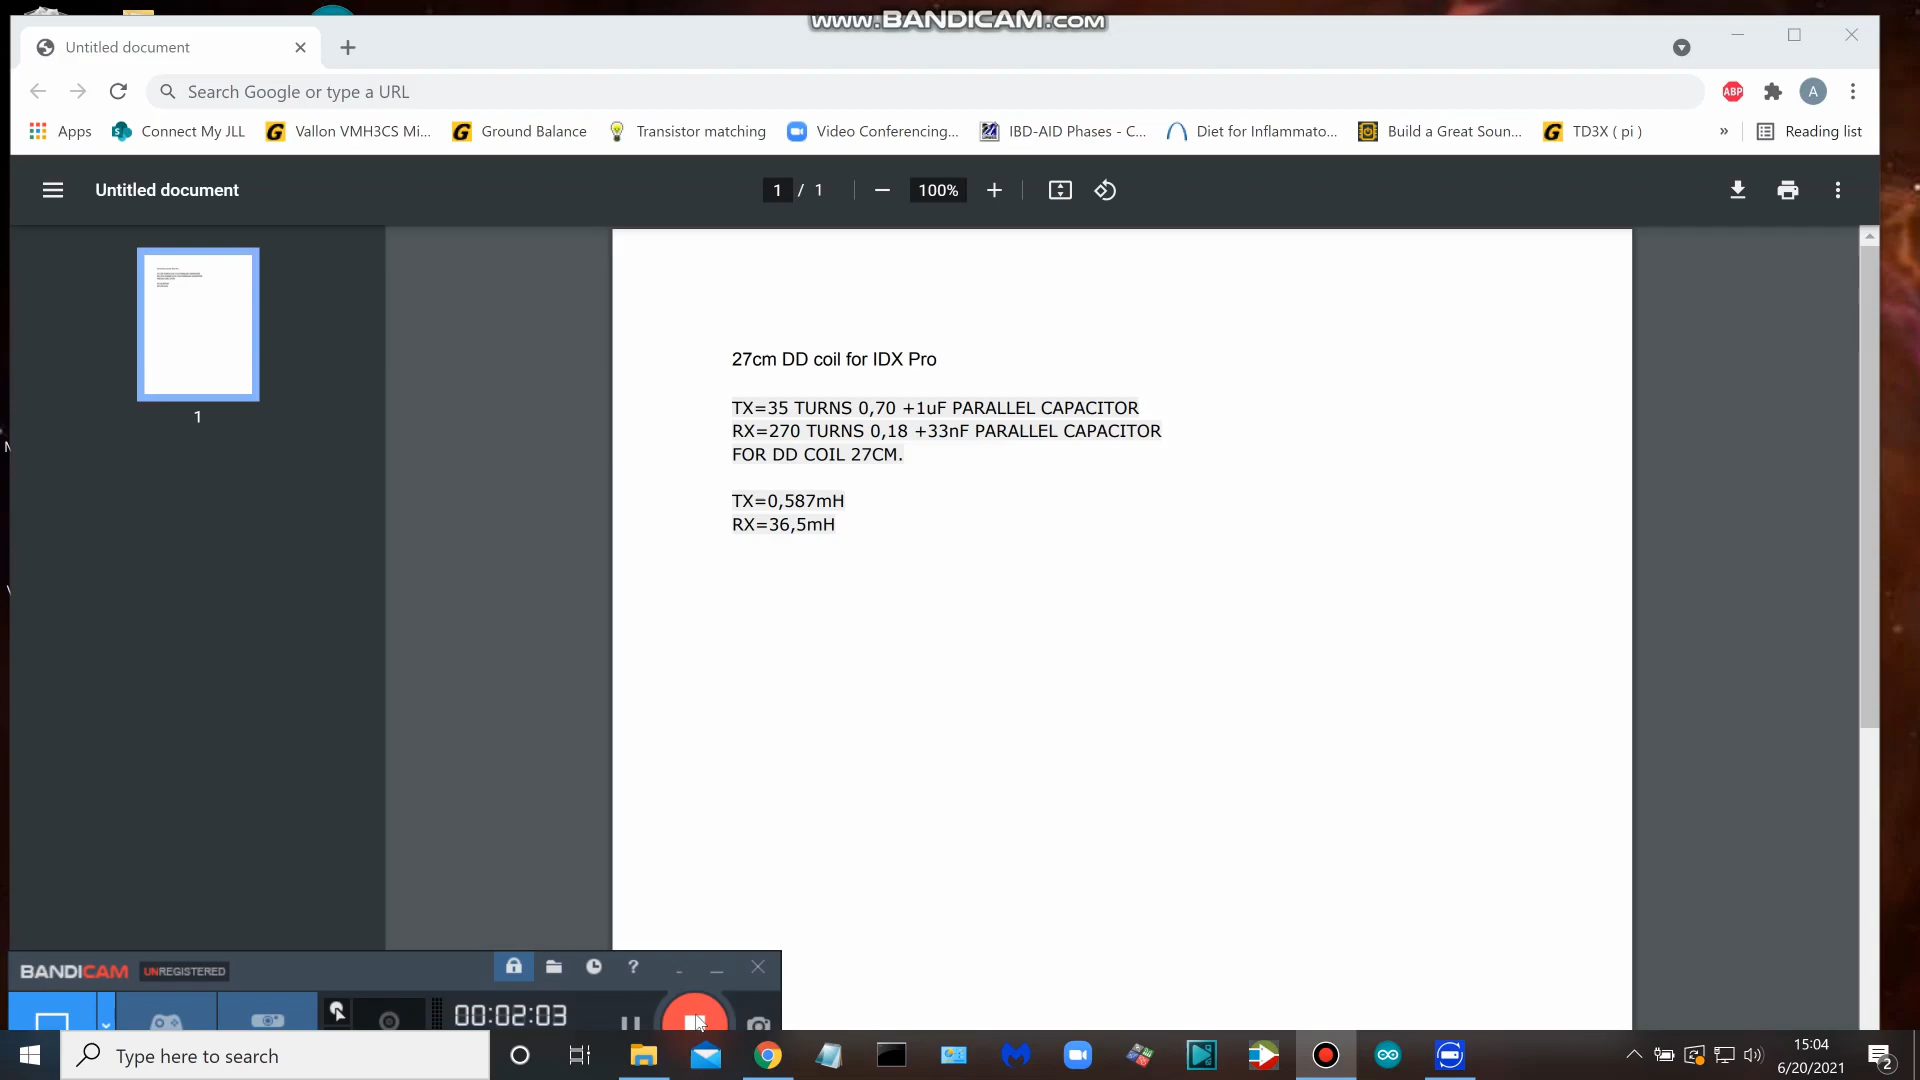 www.BANDICAM.com
Untitled document
Search Google or type a URL
ABP
A
Apps
Connect My JLL
Vallon VMH3CS Mi...
Ground Balance
Transistor matching
Video Conferencing...
IBD-AID Phases - C...
Diet for Inflammato...
Build a Great Soun...
TD3X ( pi )
»
Reading list
Untitled document
1 / 1
100%
1
27cm DD coil for IDX Pro
TX=35 TURNS 0,70 +1uF PARALLEL CAPACITOR
RX=270 TURNS 0,18 +33nF PARALLEL CAPACITOR
FOR DD COIL 27CM.
TX=0,587mH
RX=36,5mH
BANDICAM UNREGISTERED
00:02:03
Type here to search
15:04
6/20/2021
2